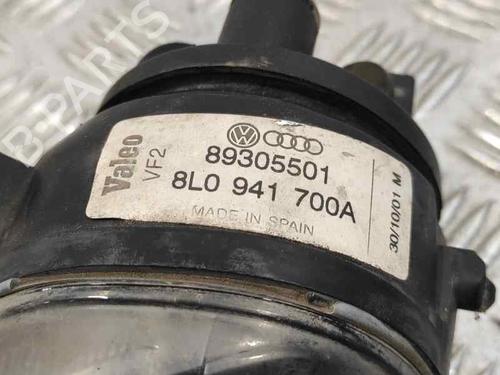 Valeo
VF2
89305501
8L0 941 700A
MADE IN SPAIN
30/10/01 M
B-PARTS